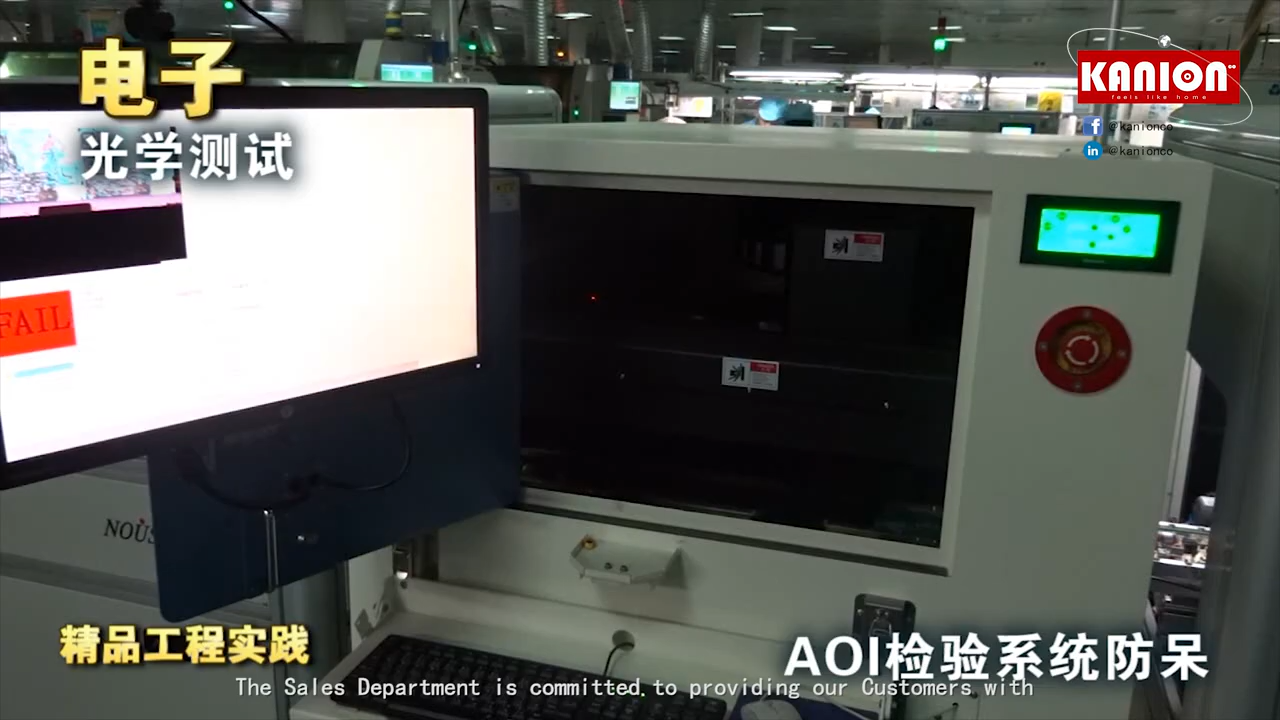 电子
光学测试
KANION
feels like home
@kanionco
@kanionco
FAIL
NOUS
精品工程实践
AOI检验系统防呆
The Sales Department is committed to providing our Customers with